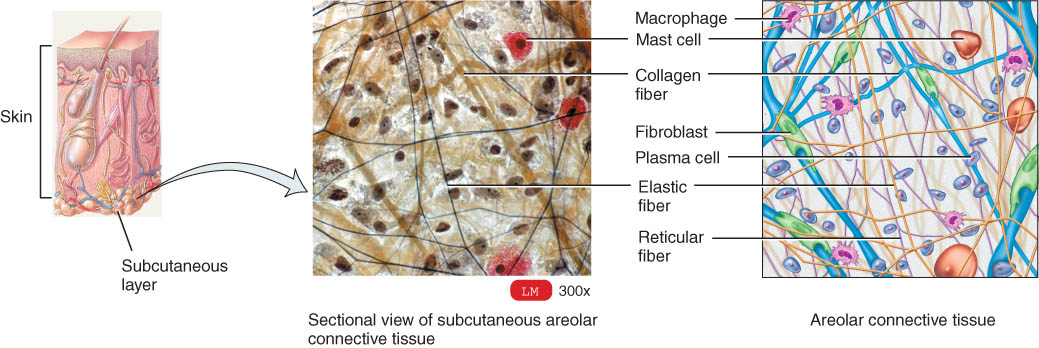 Skin
Subcutaneous
layer
LM 300x
Sectional view of subcutaneous areolar
connective tissue
Macrophage
Mast cell
Collagen
fiber
Fibroblast
Plasma cell
Elastic
fiber
Reticular
fiber
Areolar connective tissue